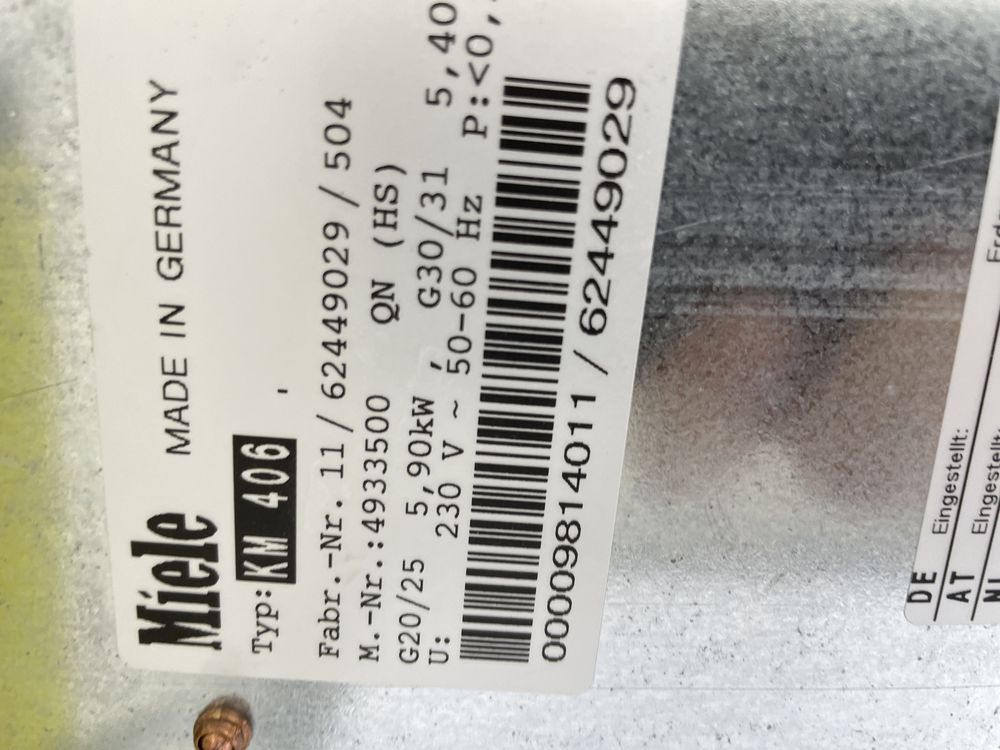 Miele MADE IN GERMANY
Typ: KM 406
Fabr.-Nr. 11/ 62449029 / 504
M.-Nr.:4933500 QN (HS)
G20/25 5,90kW , G30/31 5,40
U: 230 V ~ 50-60 Hz P:<0,
00009814011 / 62449029
DE Eingestellt:
AT Eingestellt: